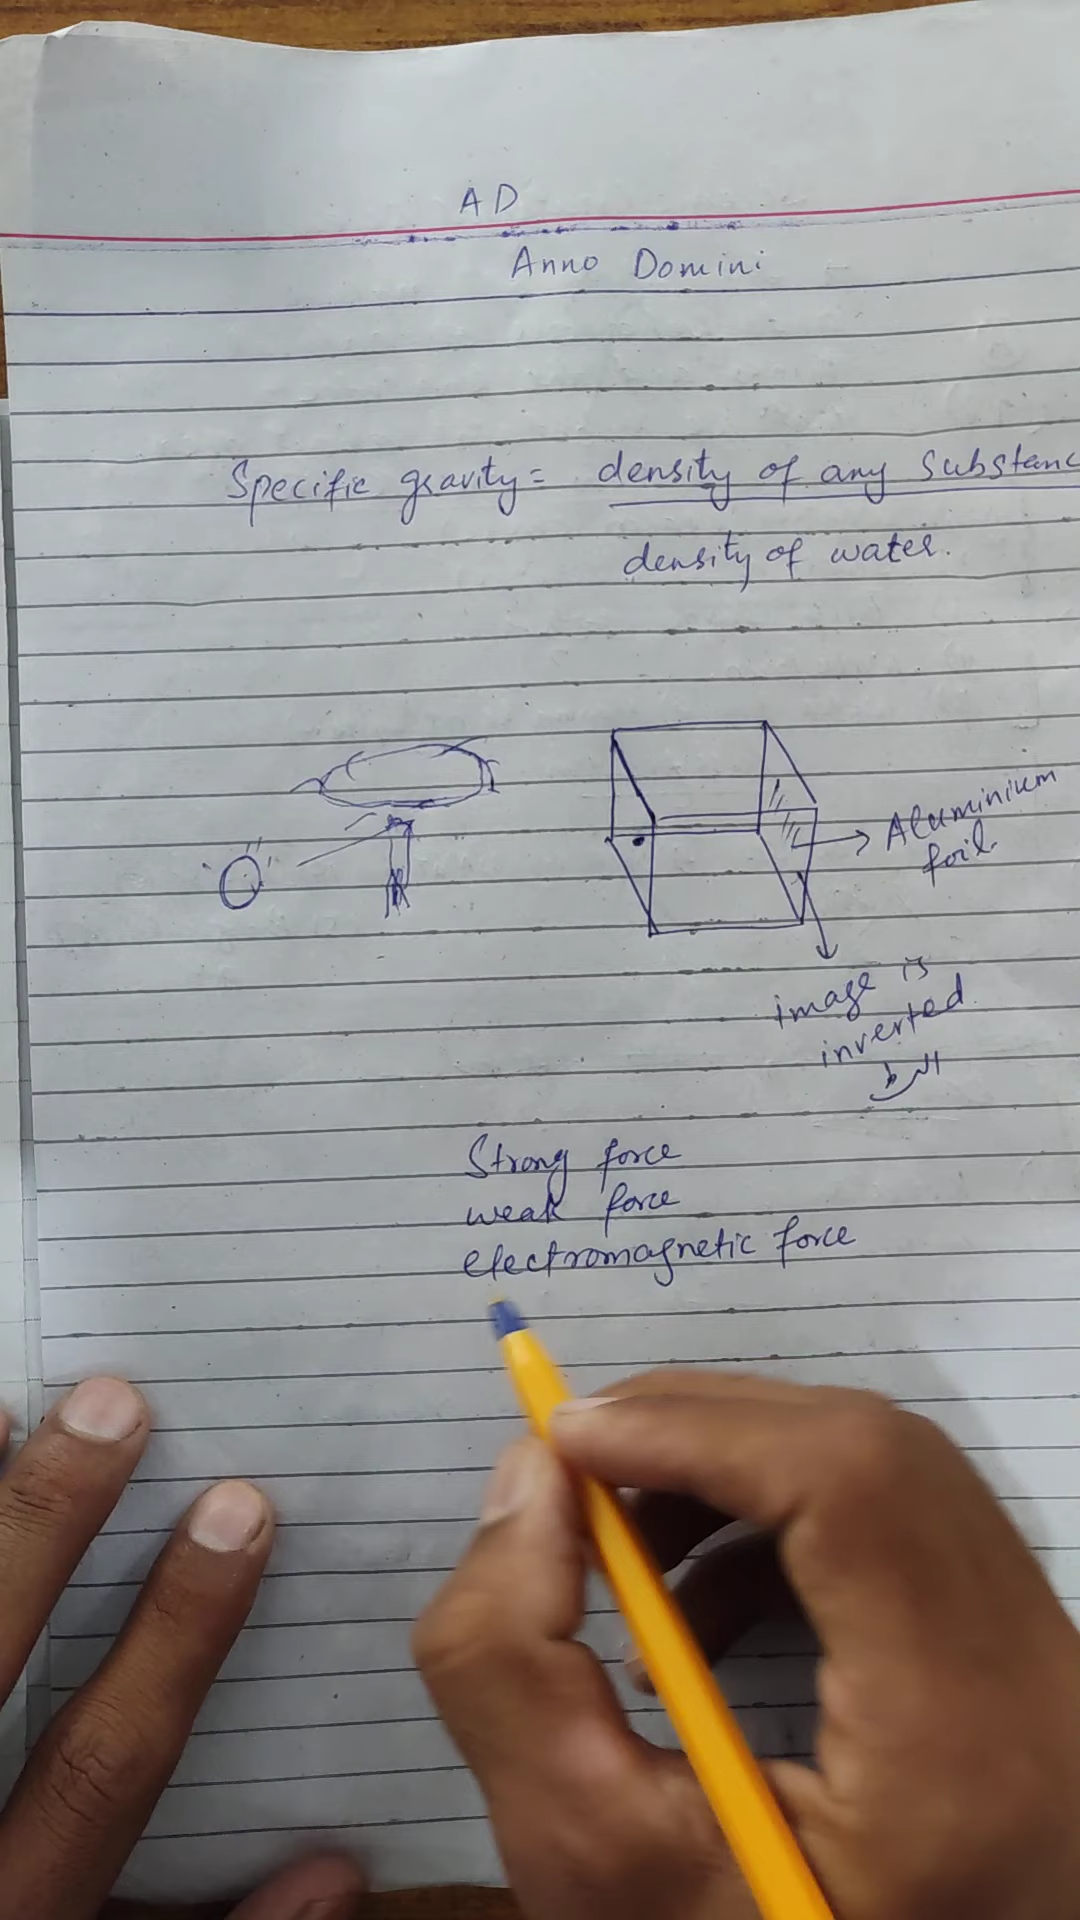 AD
Anno Domini
Specific gravity = density of any substanc
density of water.
Aluminium
foil
image is
inverted
Strong force
weak force
electromagnetic force